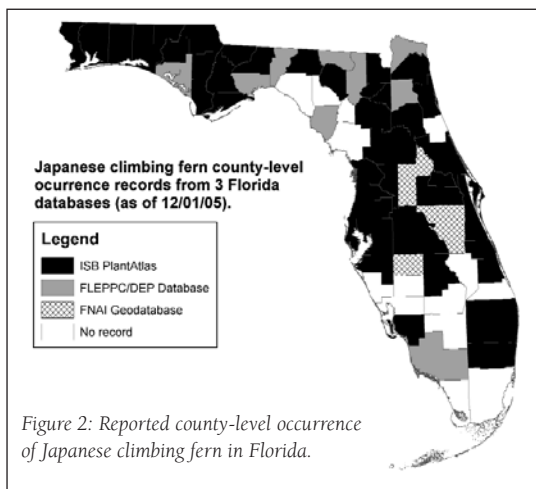 Japanese climbing fern county-level
ocurrence records from 3 Florida
databases (as of 12/01/05).
Legend
ISB PlantAtlas
FLEPPC/DEP Database
FNAI Geodatabase
No record
Figure 2: Reported county-level occurrence
of Japanese climbing fern in Florida.